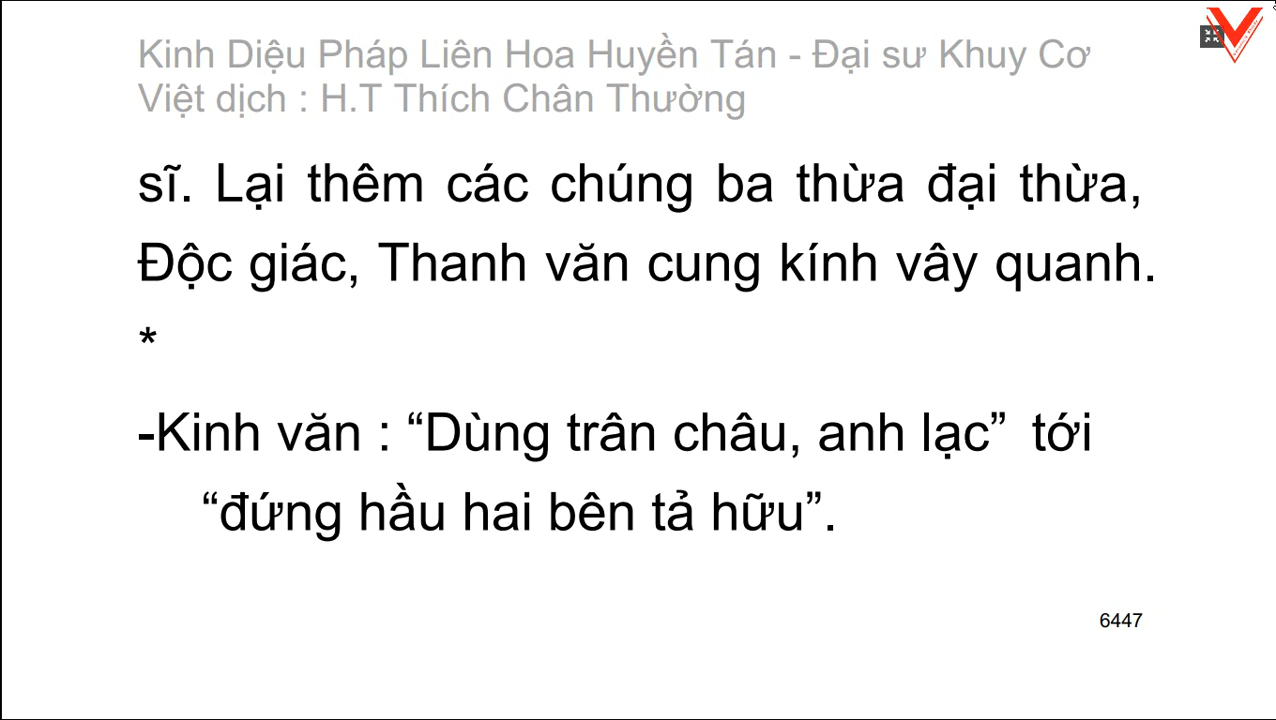 Kinh Diệu Pháp Liên Hoa Huyền Tán - Đại sư Khuy Cơ
Việt dịch : H.T Thích Chân Thường
sĩ. Lại thêm các chúng ba thừa đại thừa,
Độc giác, Thanh văn cung kính vây quanh.
*
-Kinh văn : “Dùng trân châu, anh lạc” tới
“đứng hầu hai bên tả hữu”.
6447